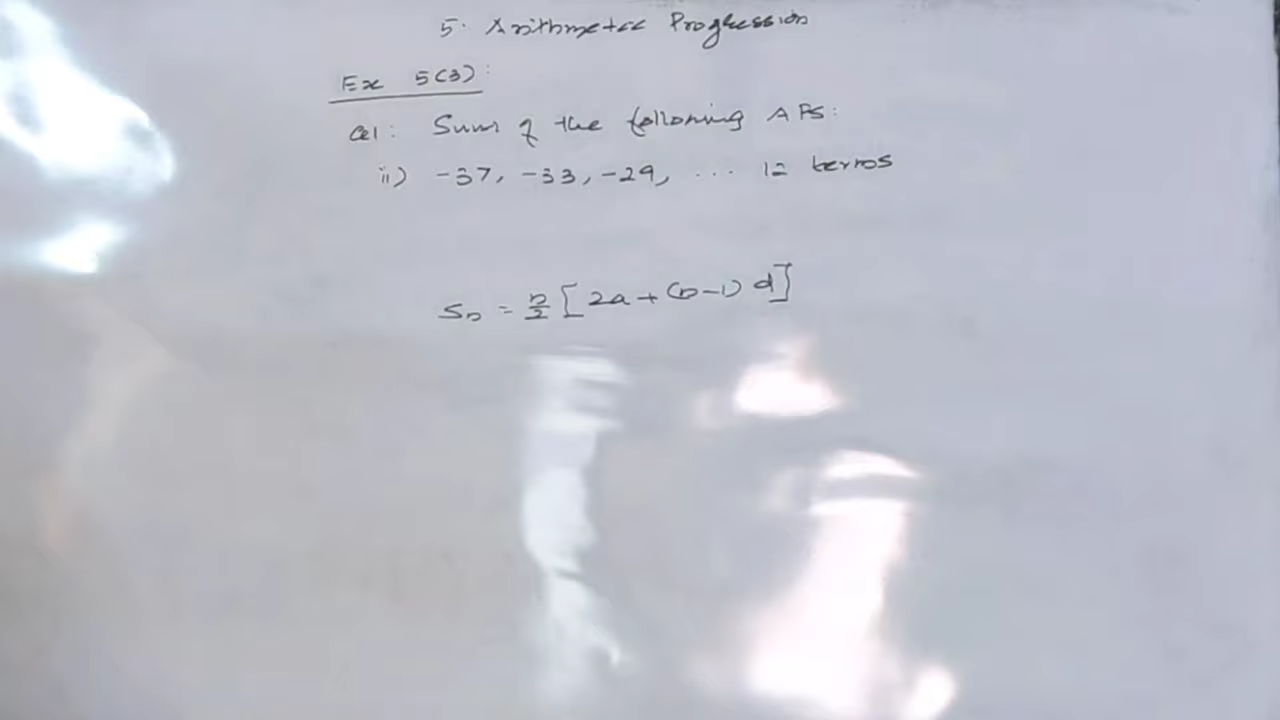 5. Arithmetic Progression
Ex 5(3):
Q1: Sum of the following APS:
ii) -37, -33, -29, ... 12 terms
Sn = n/2 [2a + (n-1) d]